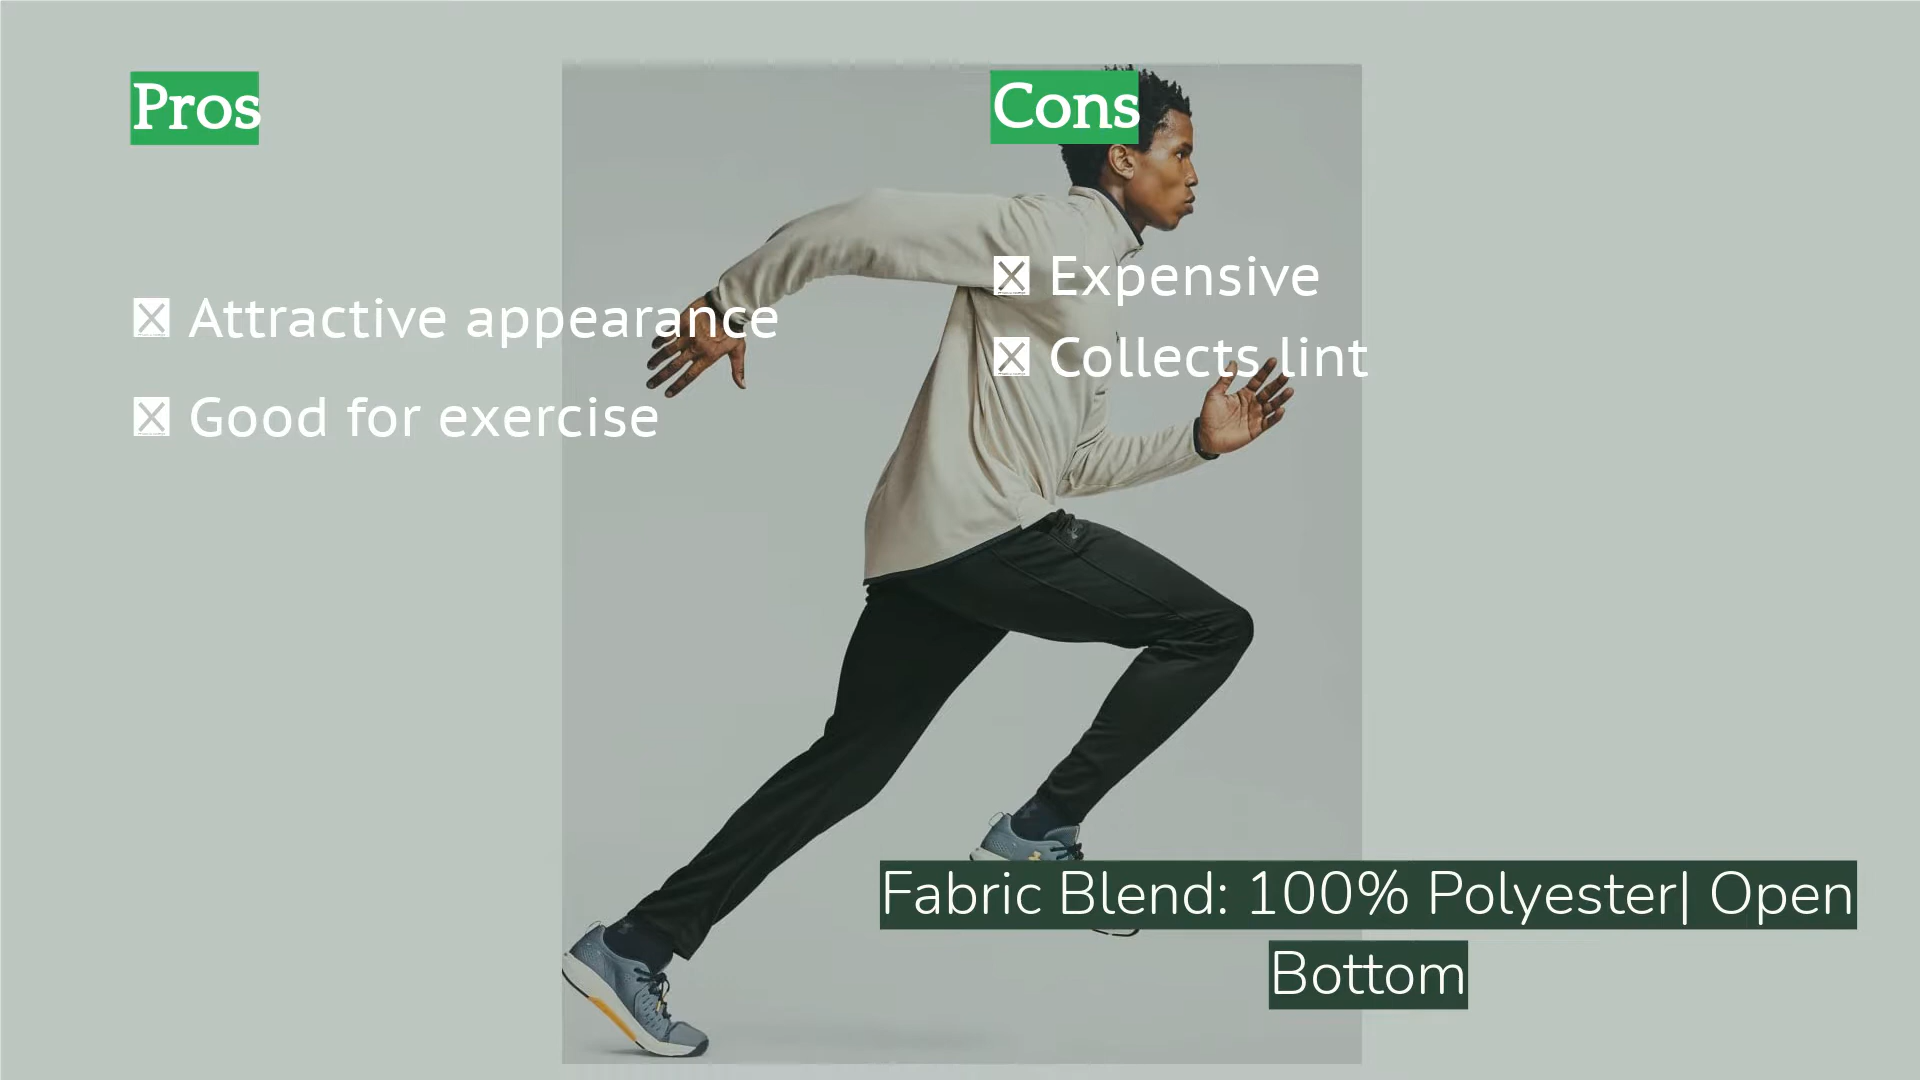 Pros
Attractive appearance
Good for exercise
Cons
Expensive
Collects lint
Fabric Blend: 100% Polyester| Open
Bottom